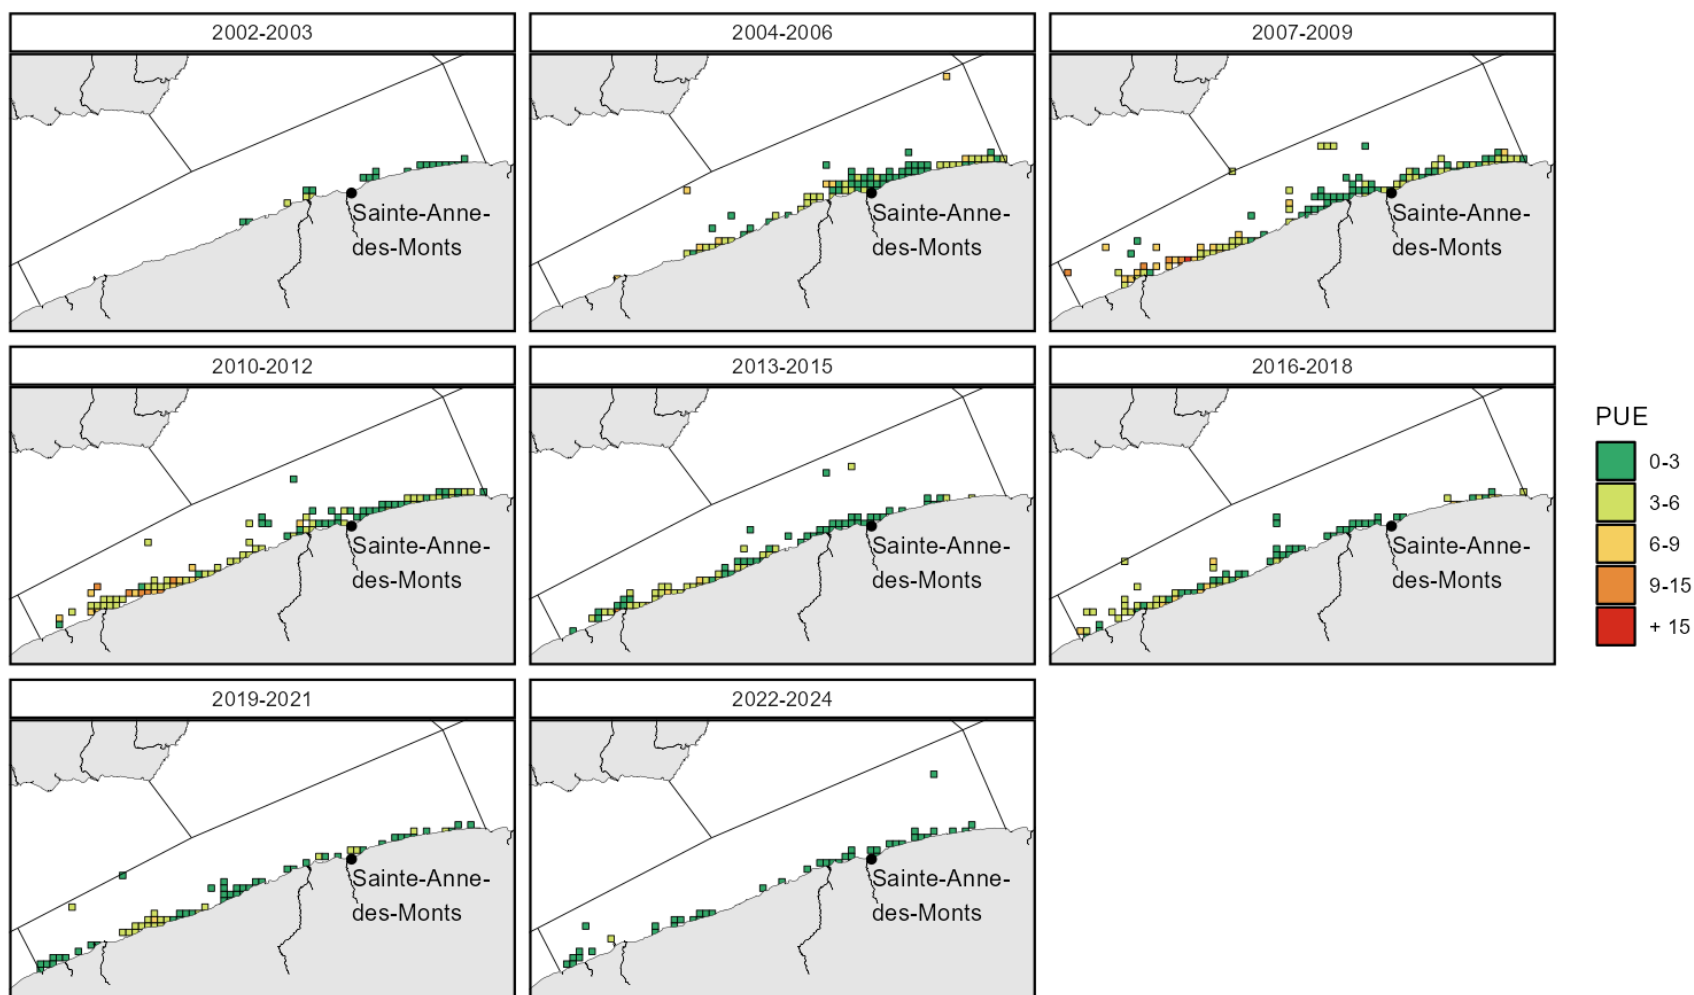 2002-2003
2004-2006
2007-2009
Sainte-Anne-
des-Monts
Sainte-Anne-
des-Monts
Sainte-Anne-
des-Monts
2010-2012
2013-2015
2016-2018
Sainte-Anne-
des-Monts
Sainte-Anne-
des-Monts
Sainte-Anne-
des-Monts
PUE
0-3
3-6
6-9
9-15
+ 15
2019-2021
2022-2024
Sainte-Anne-
des-Monts
Sainte-Anne-
des-Monts